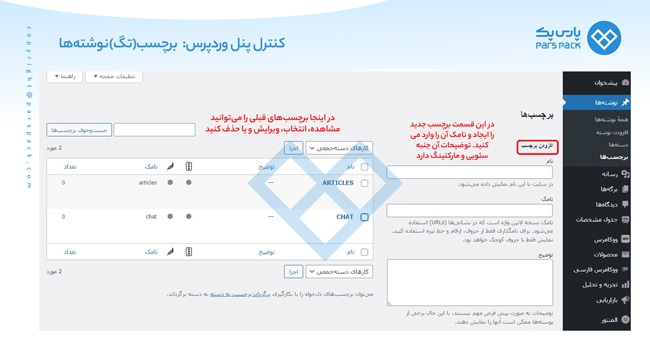 کنترل پنل وردپرس: برچسب(تگ)نوشته‌ها
پارس پک
PARS PACK
copyright@parspack.com
تنظیمات صفحه
راهنما
پیشخوان
نوشته‌ها
همهٔ نوشته‌ها
افزودن نوشته
دسته‌ها
برچسب‌ها
رسانه
برگه‌ها
دیدگاه‌ها
جدول مشخصات
ووکامرس
محصولات
ووکامرس فارسی
تجزیه و تحلیل
بازاریابی
المنتور
برچسب‌ها
در این قسمت برچسب جدید
را ایجاد و نامک آن را وارد می
کنید. توضیحات آن جنبه
سئویی و مارکتینگ دارد
افزودن برچسب
نام
در سایت با این نام نمایش داده می‌شود.
نامک
نامک نسخه لاتین واژه است که در نشانی‌ها (URLs) استفاده
می‌شود. برای نامگذاری فقط از حروف، ارقام و خط تیره استفاده کنید.
نمایش فقط با حروف کوچک خواهد بود.
توضیح
توضیحات به صورت پیش فرض مهم نیستند، با این حال برخی از
پوسته‌ها ممکن است آنها را نمایش دهند.
در اینجا برچسب‌های قبلی را می‌توانید
مشاهده، انتخاب، ویرایش و یا حذف کنید
جست‌وجوی برچسب‌ها
کارهای دسته‌جمعی
اجرا
2 مورد
نام توضیح نامک تعداد
ARTICLES — articles 0
CHAT — chat 0
نام توضیح نامک تعداد
کارهای دسته‌جمعی
اجرا
2 مورد
می‌توان برچسب‌های دلخواه را با بکارگیری برگردان برچسب به دسته به دسته برگرداند.